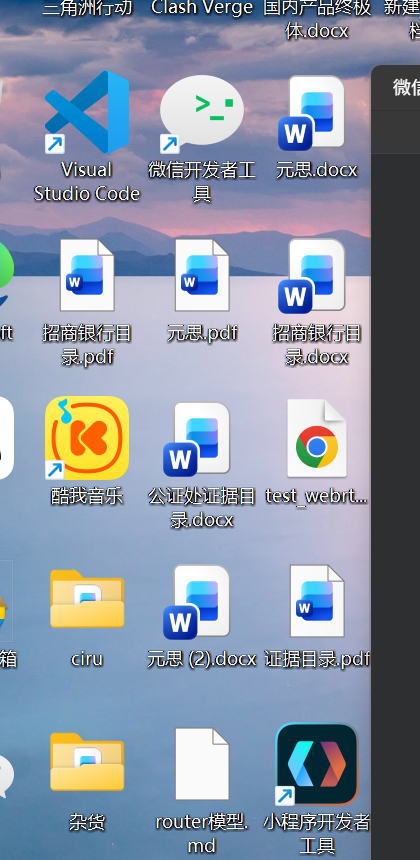 三角洲行动
Clash Verge
国内产品终极
体.docx
微信
Visual
Studio Code
微信开发者工
具
元思.docx
ft
招商银行目
录.pdf
元思.pdf
招商银行目
录.docx
酷我音乐
公证处证据目
录.docx
test_webrt...
箱
ciru
元思 (2).docx
证据目录.pdf
杂货
router模型.
md
小程序开发者
工具